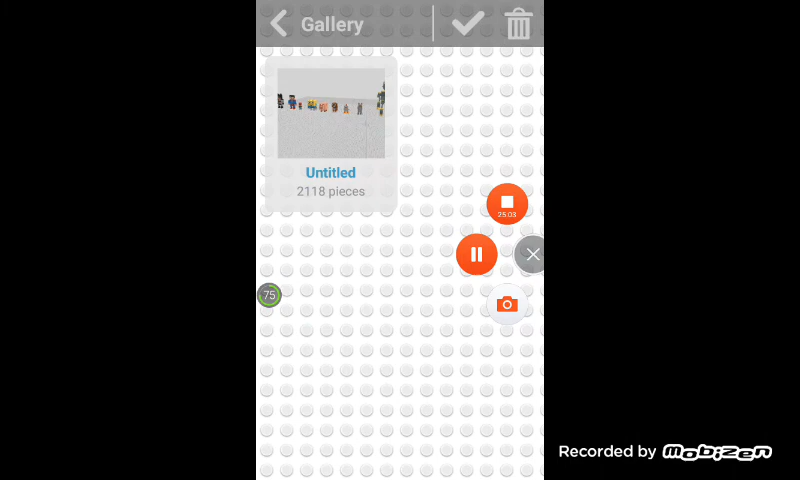 Gallery
Untitled
2118 pieces
25:03
75
Recorded by mobizen